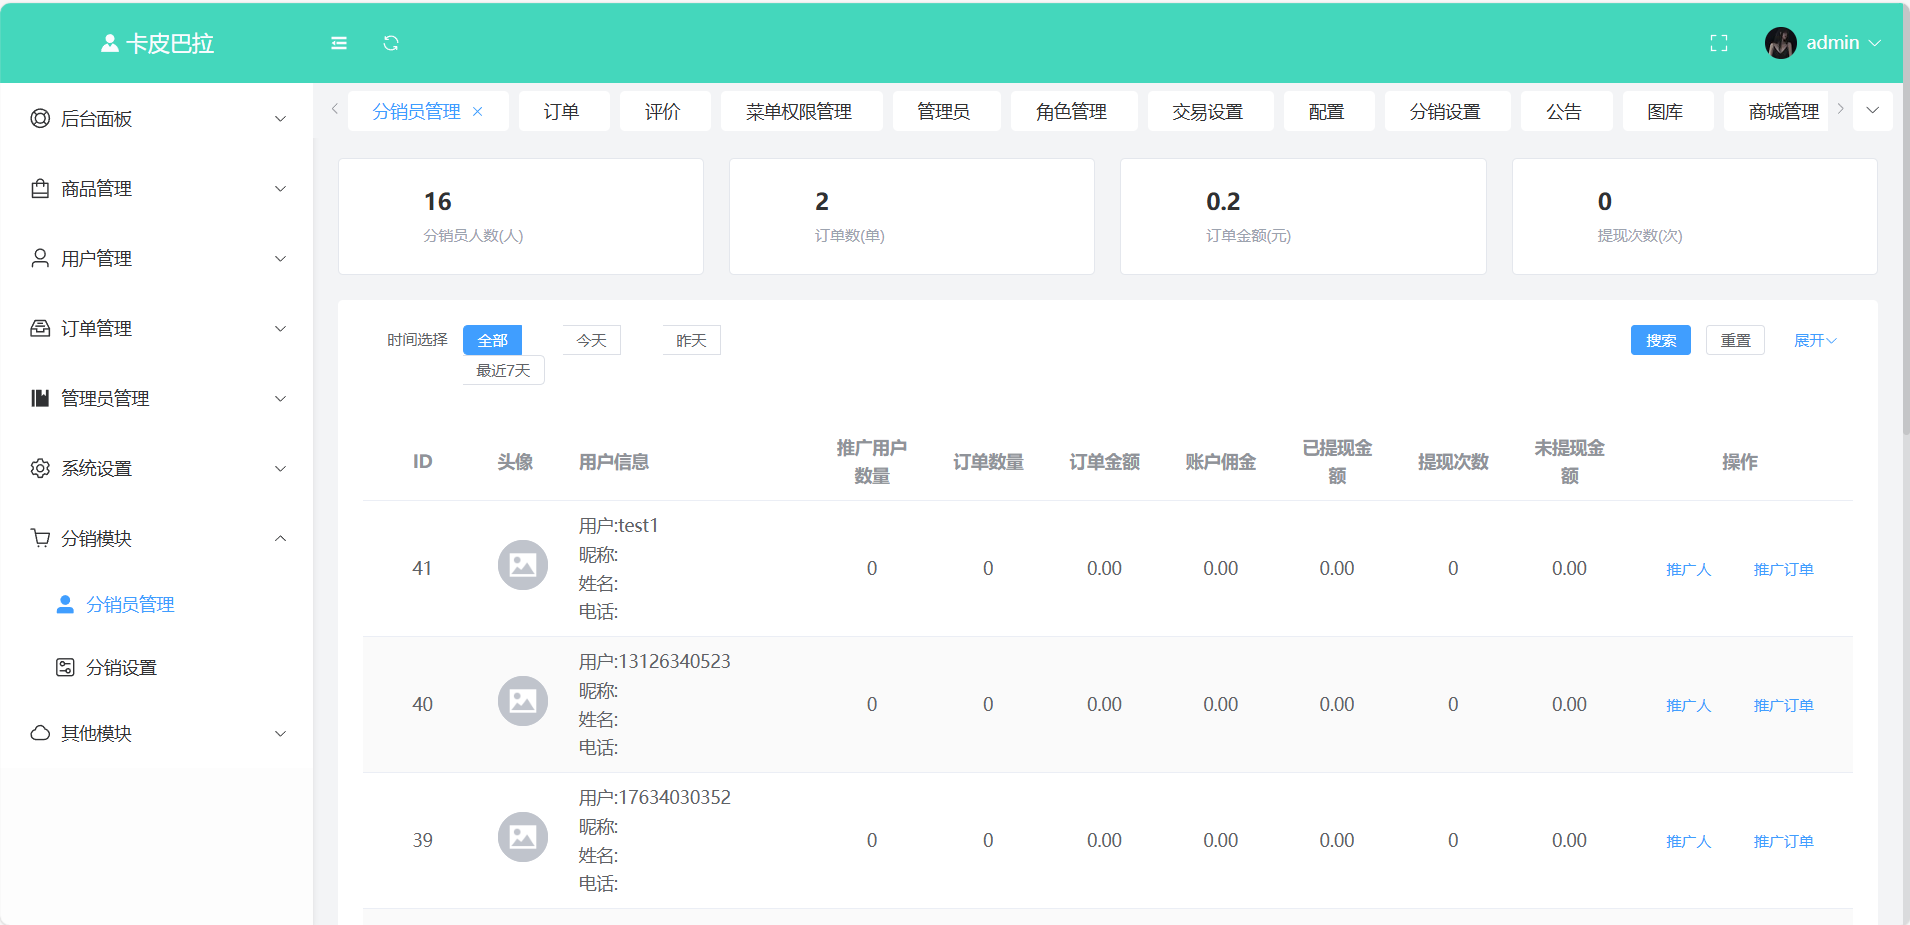 卡皮巴拉
admin
后台面板
商品管理
用户管理
订单管理
管理员管理
系统设置
分销模块
分销员管理
分销设置
其他模块
分销员管理 订单 评价 菜单权限管理 管理员 角色管理 交易设置 配置 分销设置 公告 图库 商城管理
16
分销员人数(人)
2
订单数(单)
0.2
订单金额(元)
0
提现次数(次)
时间选择 全部 今天 昨天
最近7天
搜索 重置 展开
ID 头像 用户信息 推广用户数量 订单数量 订单金额 账户佣金 已提现金额 提现次数 未提现金额 操作
用户:test1
昵称:
41 0 0 0.00 0.00 0.00 0 0.00 推广人 推广订单
姓名:
电话:
用户:13126340523
昵称:
40 0 0 0.00 0.00 0.00 0 0.00 推广人 推广订单
姓名:
电话:
用户:17634030352
昵称:
39 0 0 0.00 0.00 0.00 0 0.00 推广人 推广订单
姓名:
电话: